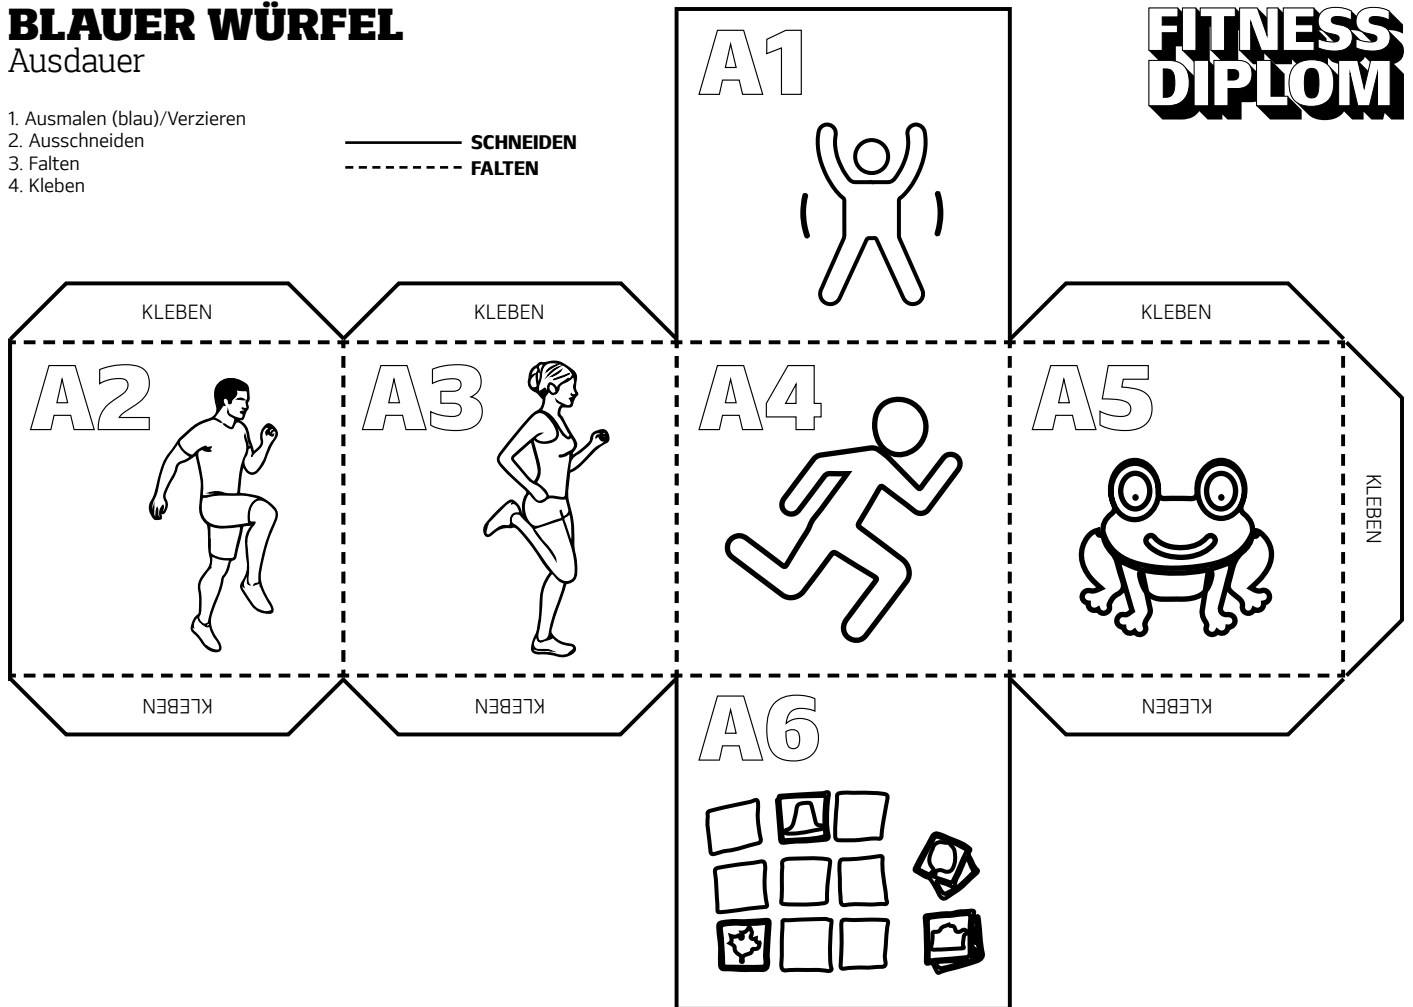 BLAUER WÜRFEL
Ausdauer
1. Ausmalen (blau)/Verzieren
2. Ausschneiden
3. Falten
4. Kleben
SCHNEIDEN
FALTEN
FITNESS
DIPLOM
A1
KLEBEN
KLEBEN
KLEBEN
A2
A3
A4
A5
KLEBEN
KLEBEN
KLEBEN
KLEBEN
A6